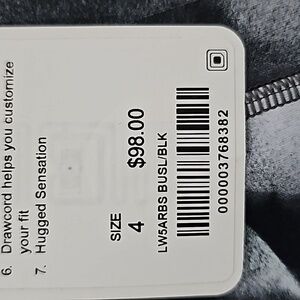 6. Drawcord helps you customize
your fit
7. Hugged Sensation
SIZE
4
$98.00
LW5ARBS BUSL/BLK
000003768382